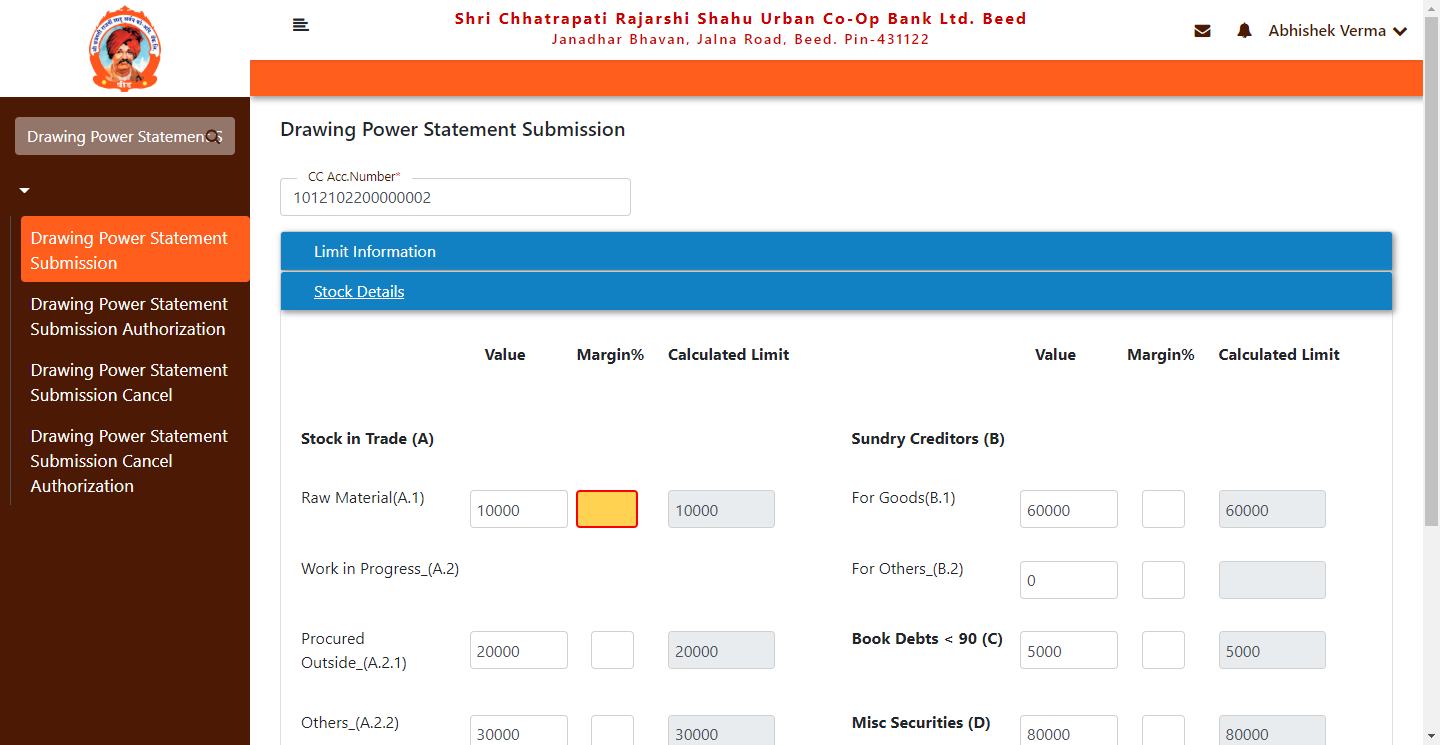 Shri Chhatrapati Rajarshi Shahu Urban Co-Op Bank Ltd. Beed
Janadhar Bhavan, Jalna Road, Beed. Pin-431122
Abhishek Verma
Drawing Power Statement
Drawing Power Statement Submission
CC Acc.Number*
1012102200000002
Drawing Power Statement
Submission
Drawing Power Statement
Submission Authorization
Drawing Power Statement
Submission Cancel
Drawing Power Statement
Submission Cancel
Authorization
Limit Information
Stock Details
Value Margin% Calculated Limit Value Margin% Calculated Limit
Stock in Trade (A) Sundry Creditors (B)
Raw Material(A.1) 10000 10000 For Goods(B.1) 60000 60000
Work in Progress_(A.2) For Others_(B.2) 0
Procured
Outside_(A.2.1) 20000 20000 Book Debts < 90 (C) 5000 5000
Others_(A.2.2) 30000 30000 Misc Securities (D) 80000 80000